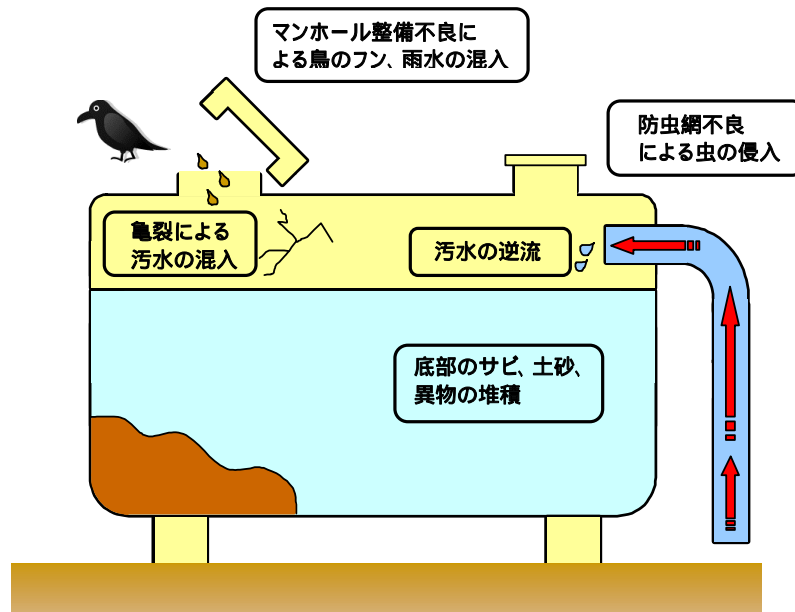 マンホール整備不良に
よる鳥のフン、雨水の混入
防虫網不良
による虫の侵入
亀裂による
汚水の混入
汚水の逆流
底部のサビ、土砂、
異物の堆積